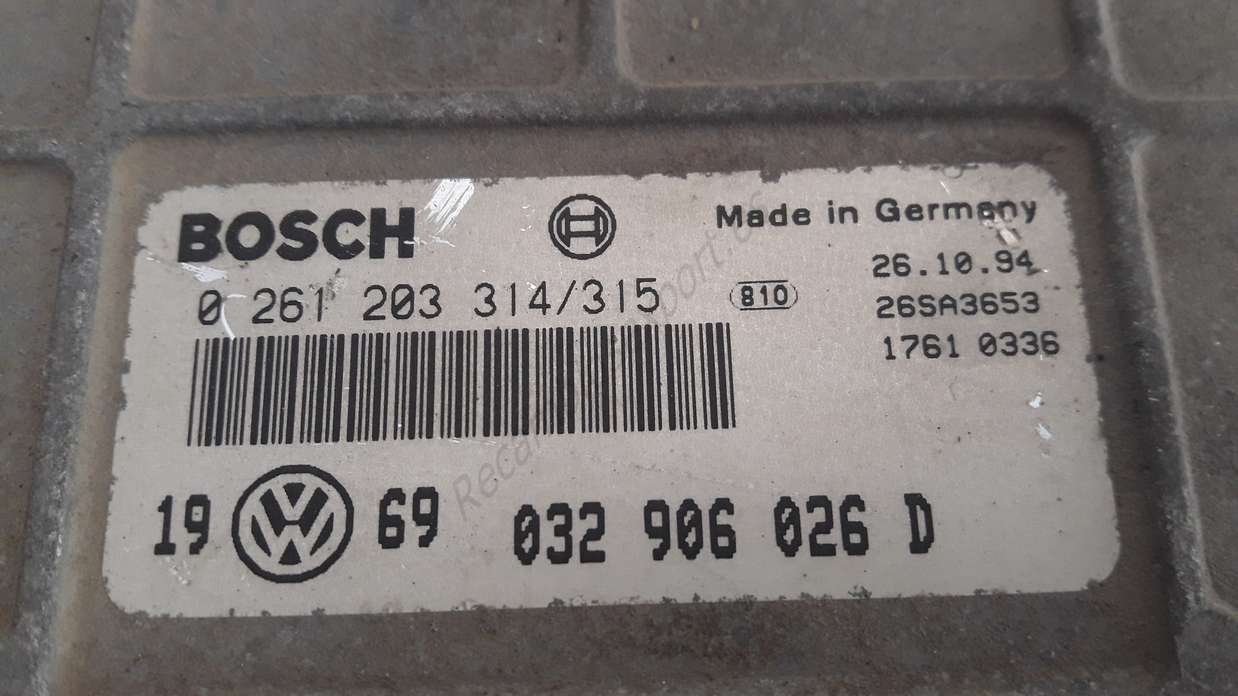 BOSCH
Made in Germany
0 261 203 314/315
810
26.10.94
26SA3653
1761 0336
19 VW 69 032 906 026 D